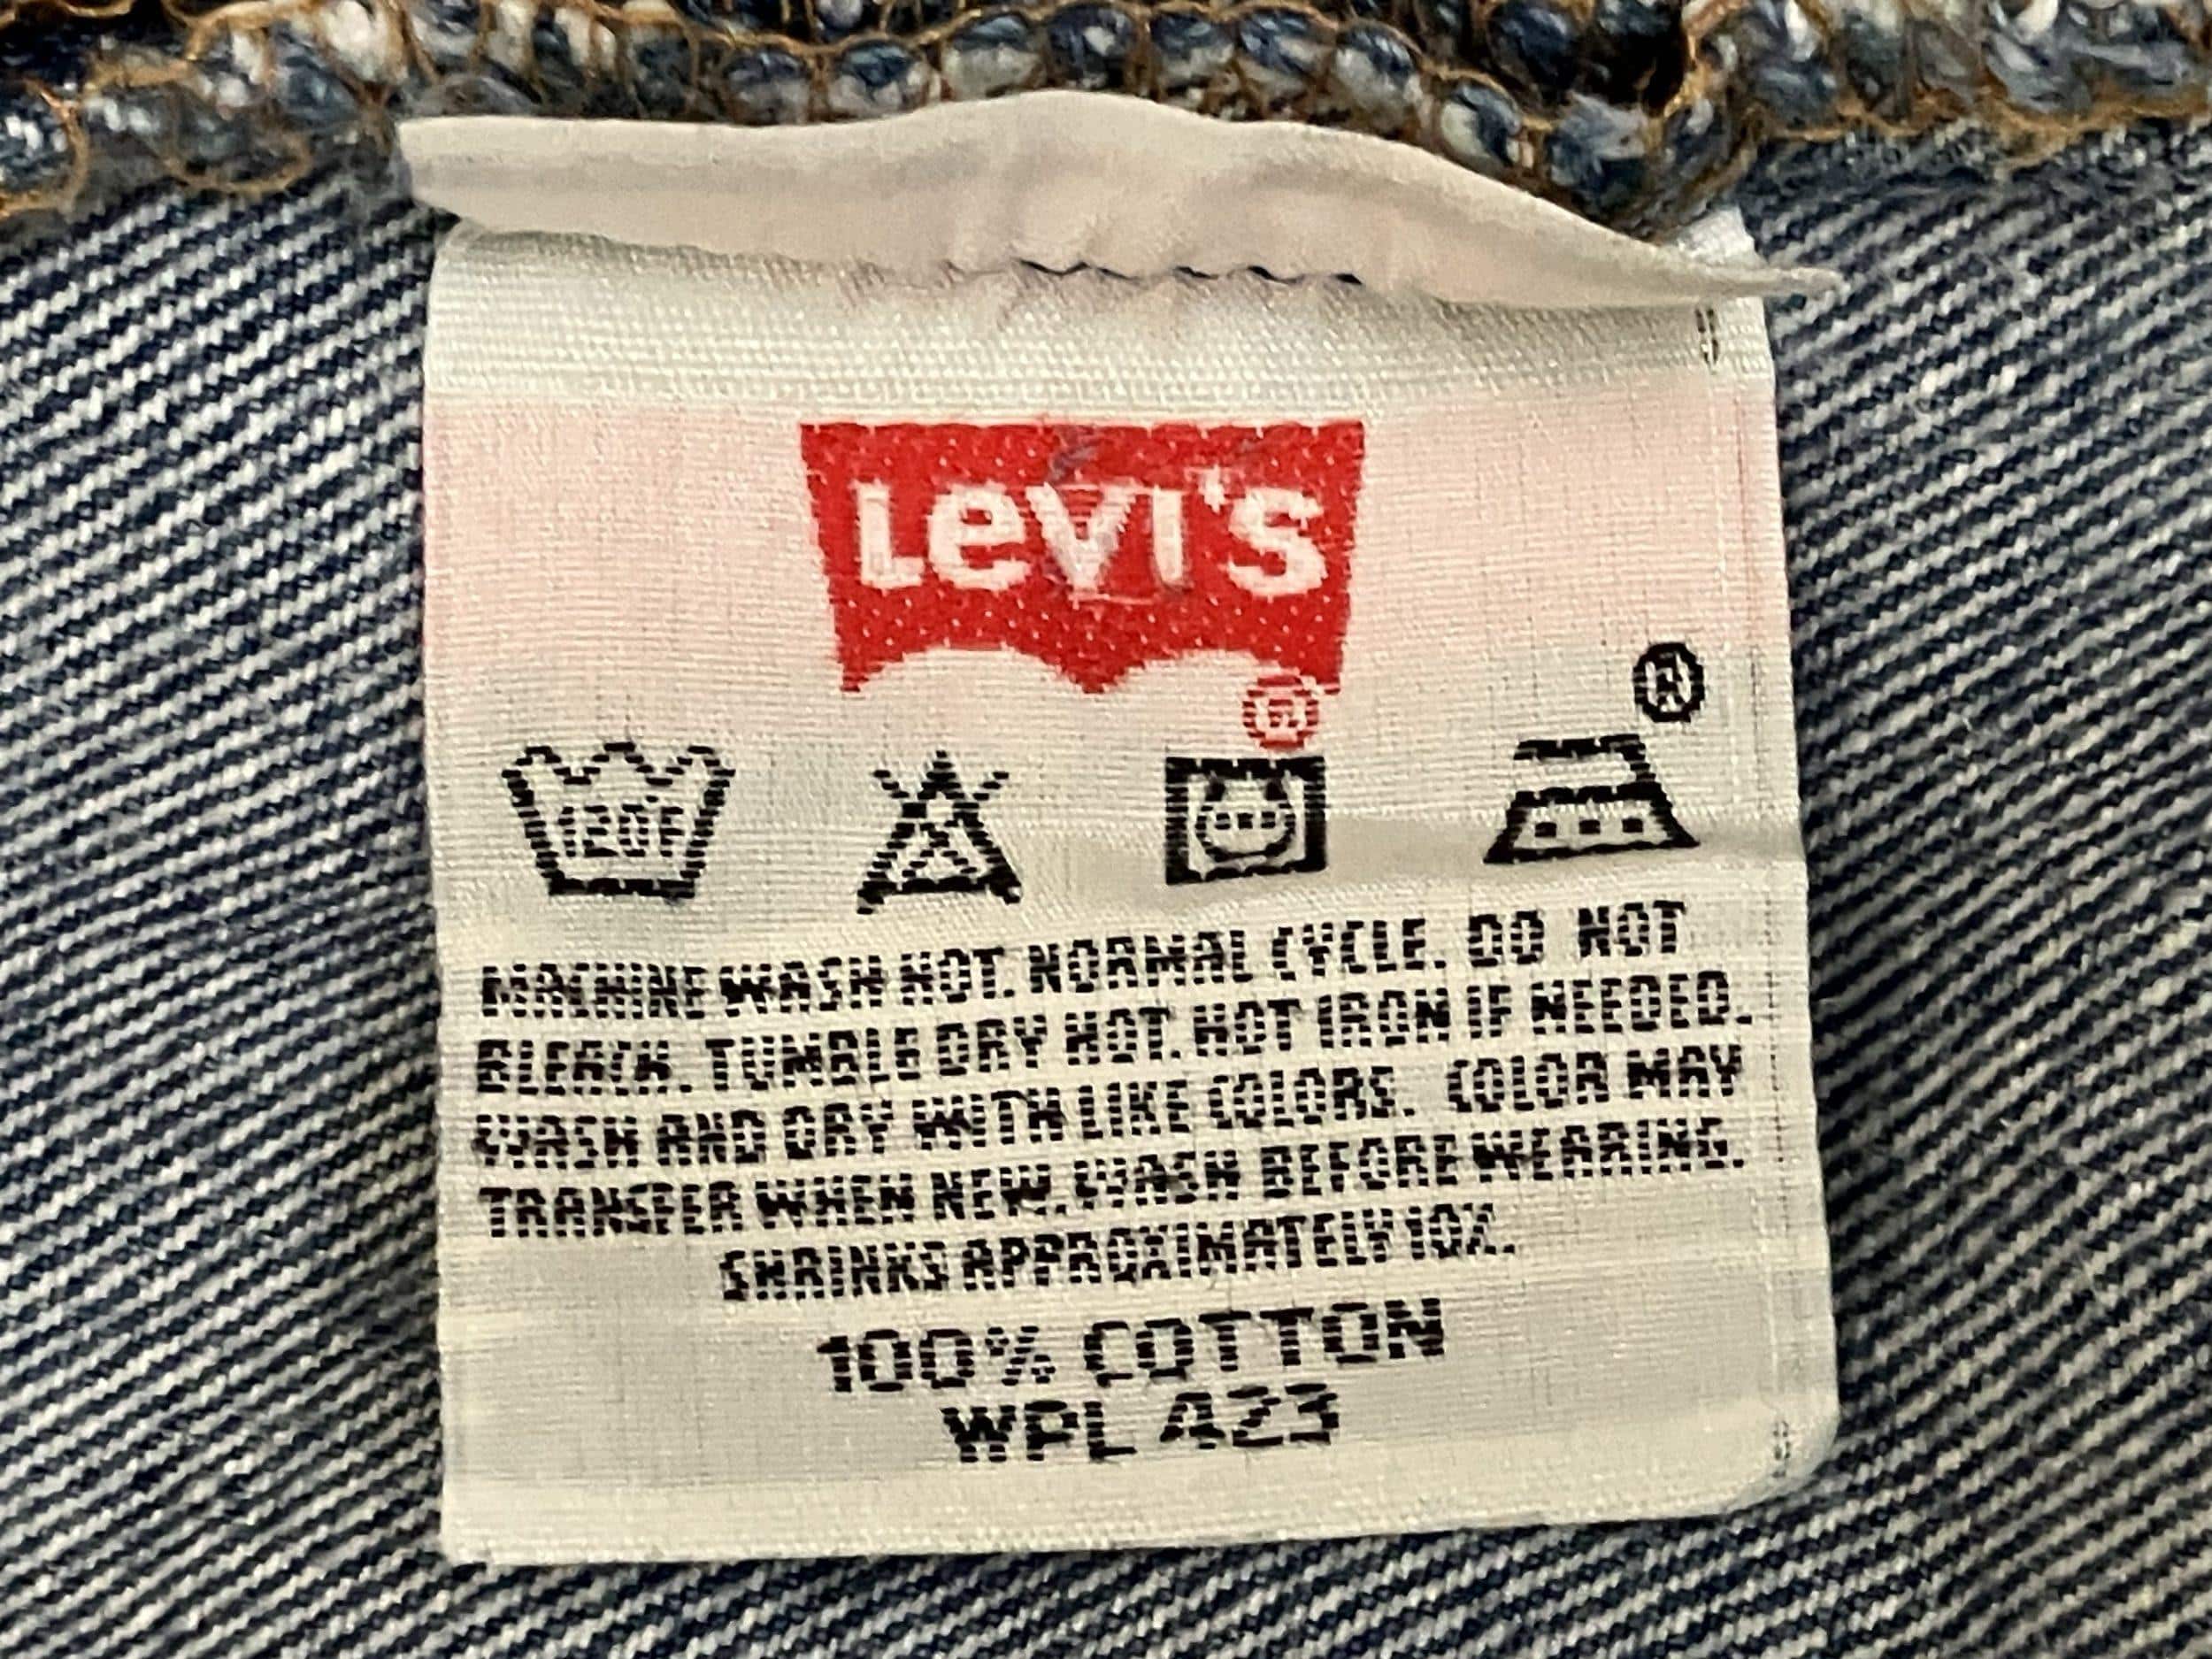 Levi's
®
®
120°F
MACHINE WASH HOT. NORMAL CYCLE. DO NOT
BLEACH. TUMBLE DRY HOT. HOT IRON IF NEEDED.
WASH AND DRY WITH LIKE COLORS. COLOR MAY
TRANSFER WHEN NEW. WASH BEFORE WEARING.
SHRINKS APPROXIMATELY 10%.
100% COTTON
WPL 423